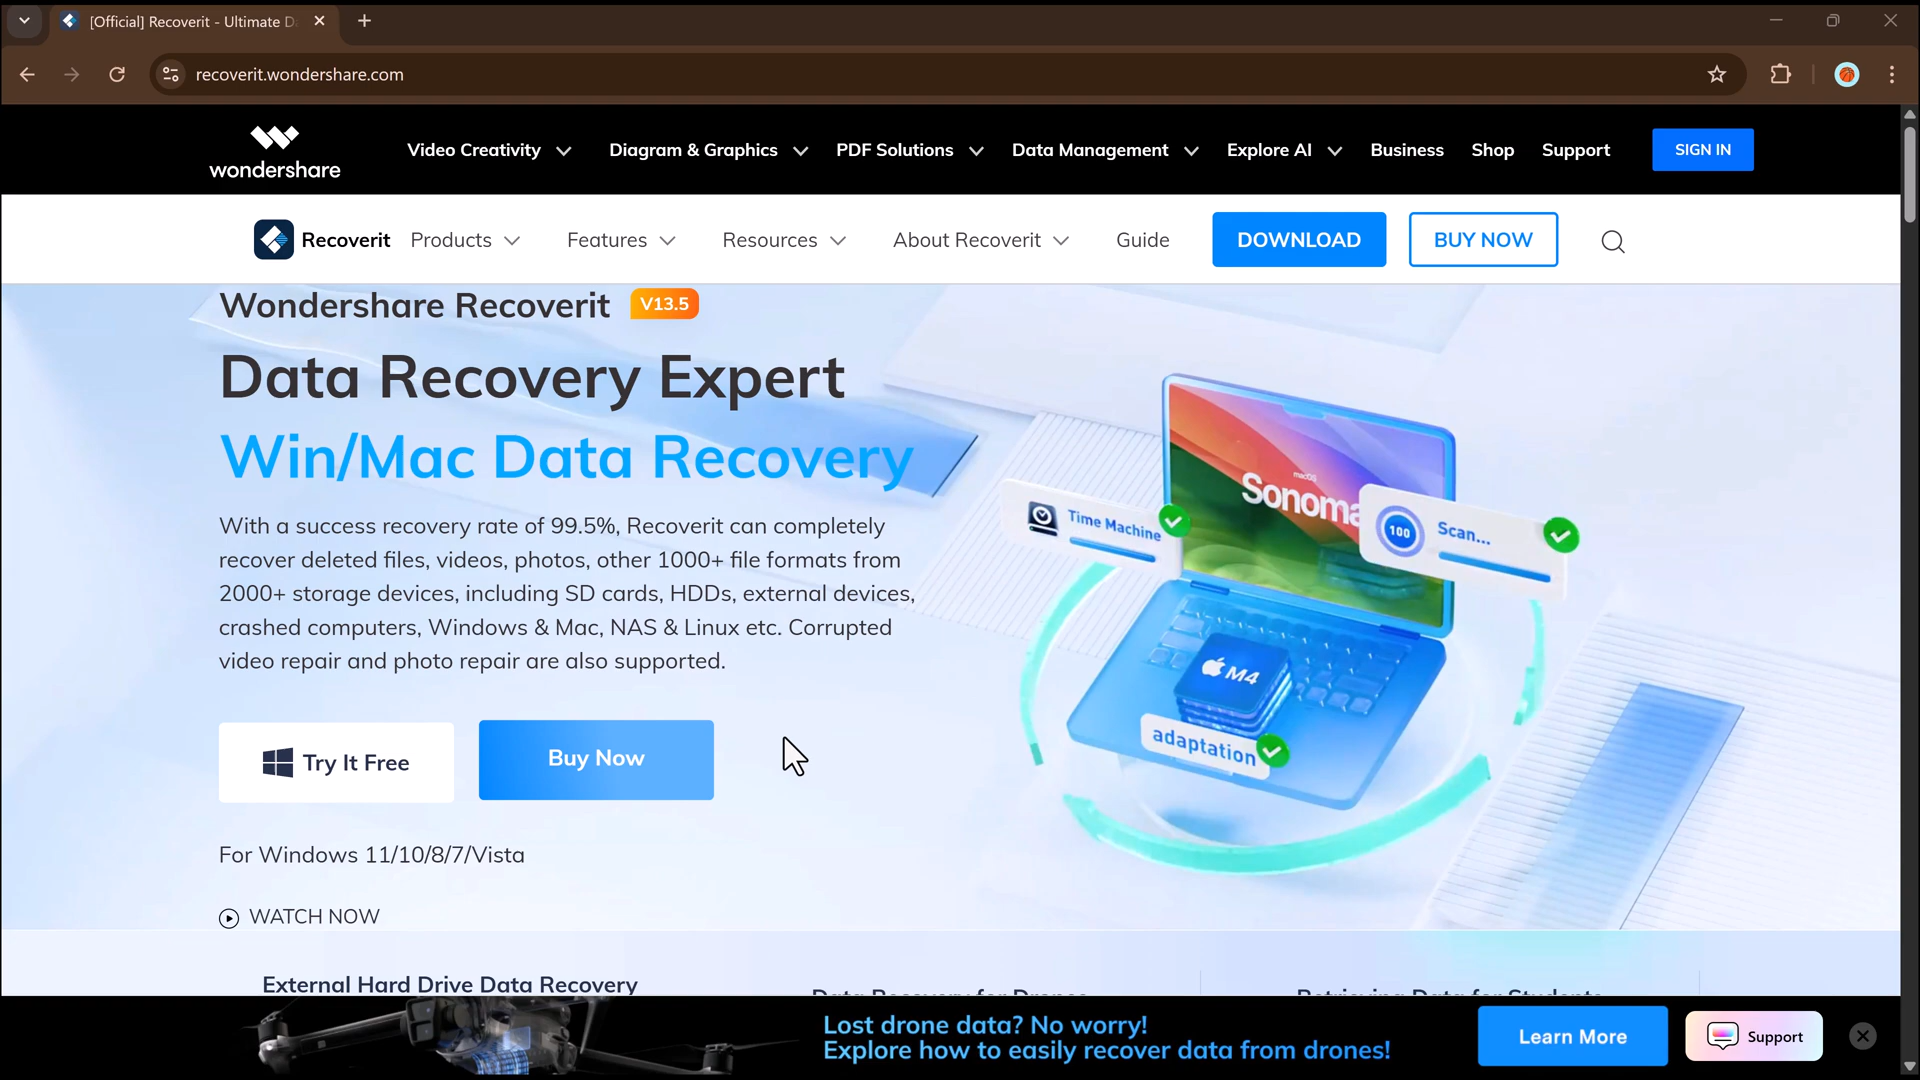 [Official] Recoverit - Ultimate D
recoverit.wondershare.com
wondershare
Video Creativity
Diagram & Graphics
PDF Solutions
Data Management
Explore AI
Business
Shop
Support
SIGN IN
Recoverit
Products
Features
Resources
About Recoverit
Guide
DOWNLOAD
BUY NOW
Wondershare Recoverit V13.5
Data Recovery Expert
Win/Mac Data Recovery
With a success recovery rate of 99.5%, Recoverit can completely
recover deleted files, videos, photos, other 1000+ file formats from
2000+ storage devices, including SD cards, HDDs, external devices,
crashed computers, Windows & Mac, NAS & Linux etc. Corrupted
video repair and photo repair are also supported.
Try It Free
Buy Now
For Windows 11/10/8/7/Vista
WATCH NOW
macOS
Sonoma
Time Machine
100
Scan...
M4
adaptation
External Hard Drive Data Recovery
Data Recovery for Drones
Retrieving Data for Students
Lost drone data? No worry!
Explore how to easily recover data from drones!
Learn More
Support